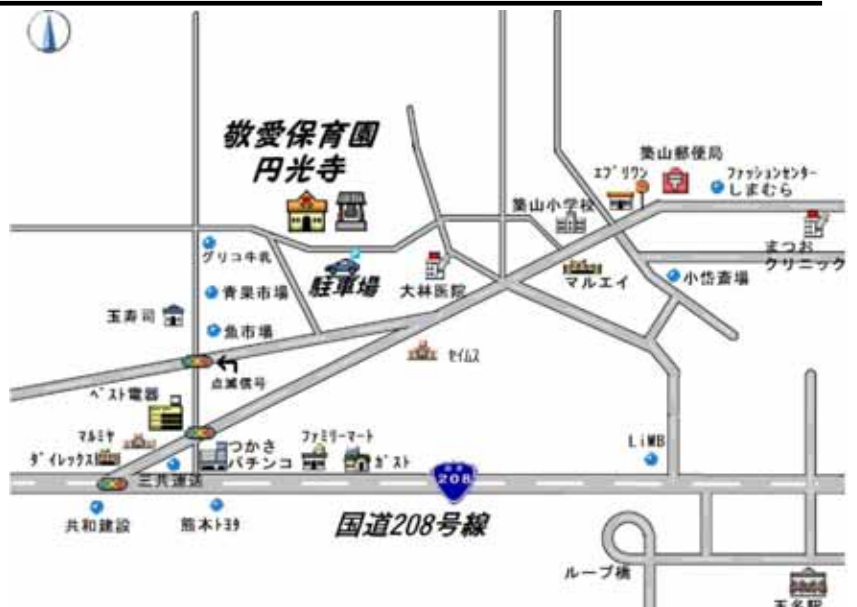 敬愛保育園
円光寺
築山郵便局
エブリワン
ファッションセンター
しまむら
築山小学校
まつお
クリニック
グリコ牛乳
駐車場
大林医院
マルエイ
小岱斎場
青果市場
玉寿司
魚市場
セイムス
点滅信号
ベスト電器
マルミヤ
つかさ
パチンコ
ファミリーマート
ガスト
LiMB
ダイレックス
三共運送
208
共和建設
熊本トヨタ
国道208号線
ループ橋
玉名駅